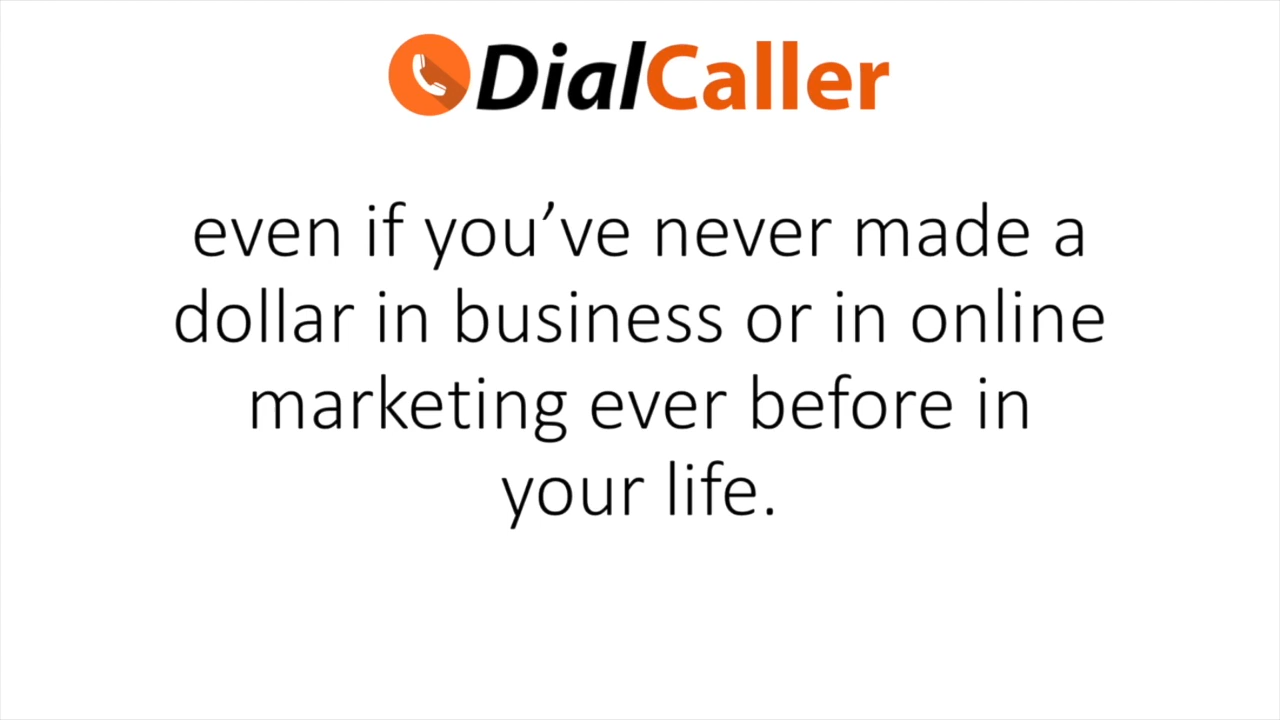 DialCaller
even if you’ve never made a
dollar in business or in online
marketing ever before in
your life.